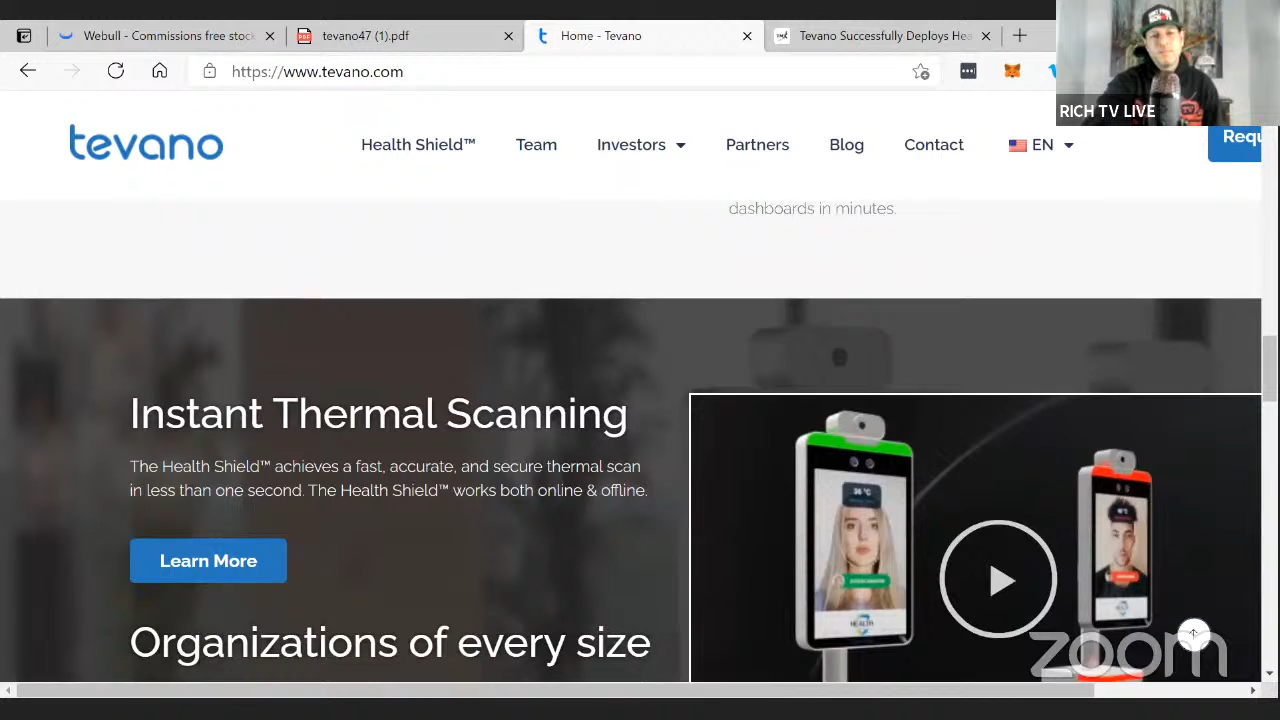 Webull - Commissions free stock
tevano47 (1).pdf
Home - Tevano
Tevano Successfully Deploys Hea
https://www.tevano.com
RICH TV LIVE
tevano
Health Shield™
Team
Investors
Partners
Blog
Contact
EN
Requ
dashboards in minutes.
Instant Thermal Scanning
The Health Shield™ achieves a fast, accurate, and secure thermal scan
in less than one second. The Health Shield™ works both online & offline.
Learn More
Organizations of every size
36 °C
HEALTH
zoom